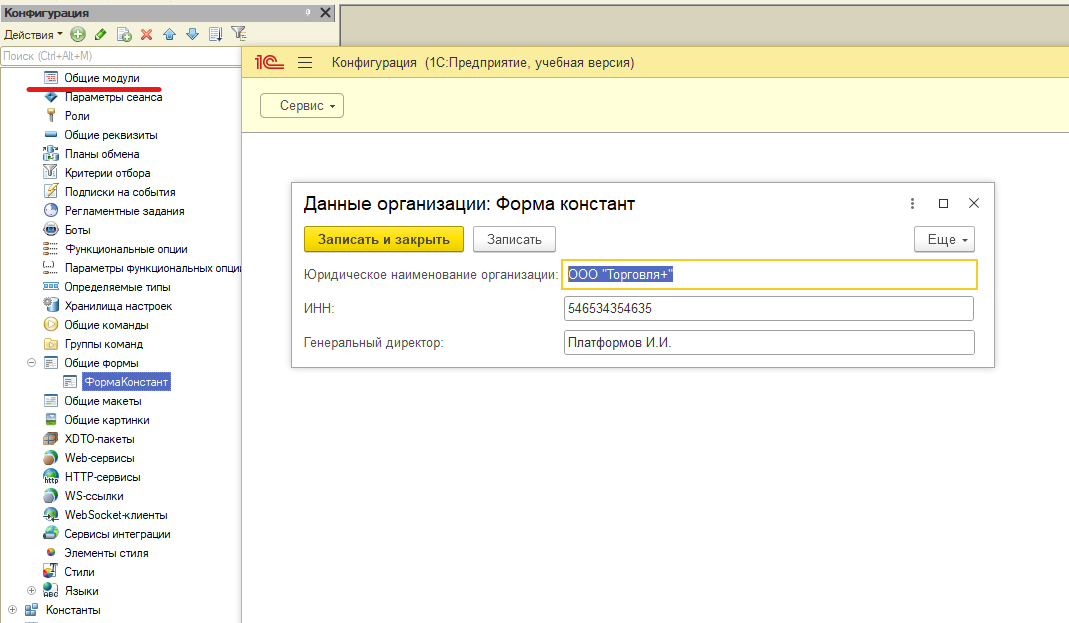 Конфигурация
Действия
Поиск (Ctrl+Alt+M)
Общие модули
Параметры сеанса
Роли
Общие реквизиты
Планы обмена
Критерии отбора
Подписки на события
Регламентные задания
Боты
Функциональные опции
Параметры функциональных опци
Определяемые типы
Хранилища настроек
Общие команды
Группы команд
Общие формы
ФормаКонстант
Общие макеты
Общие картинки
XDTO-пакеты
Web-сервисы
HTTP-сервисы
WS-ссылки
WebSocket-клиенты
Сервисы интеграции
Элементы стиля
Стили
Языки
Константы
1С Конфигурация (1С:Предприятие, учебная версия)
Сервис
Данные организации: Форма констант
Записать и закрыть Записать Еще
Юридическое наименование организации: ООО "Торговля+"
ИНН: 546534354635
Генеральный директор: Платформов И.И.